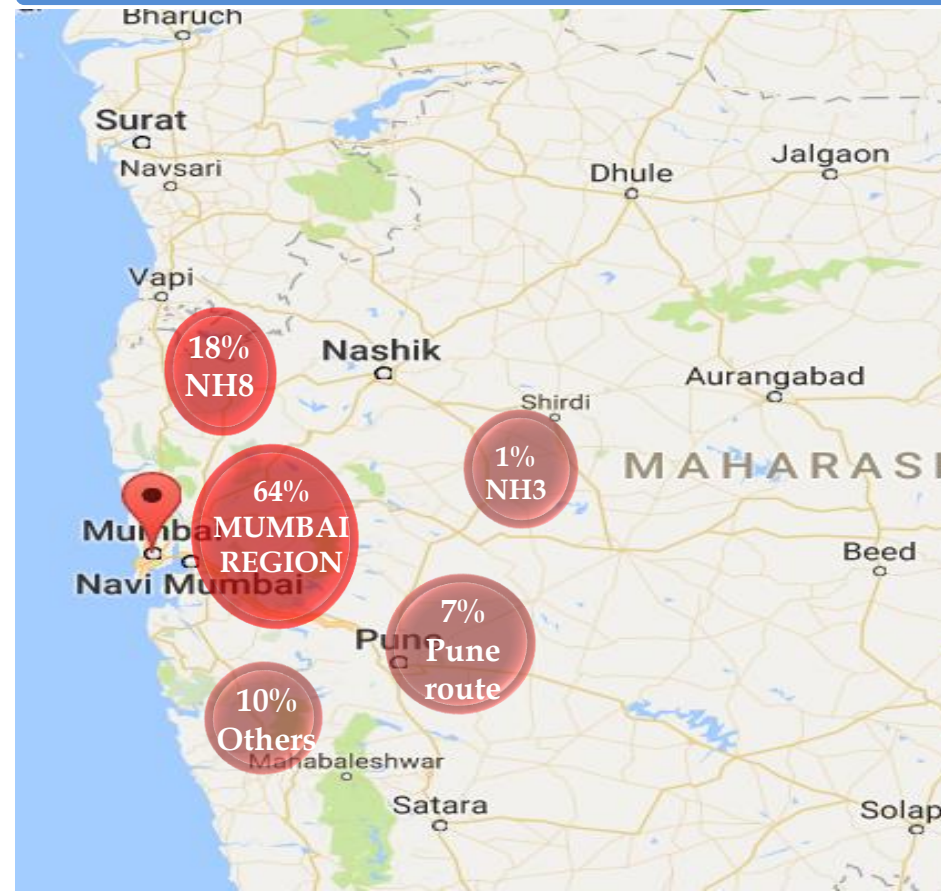 Bharuch
Surat
Navsari
Dhule
Jalgaon
Vapi
18%
NH8
Nashik
Aurangabad
Shirdi
1%
NH3
MAHARAS
64%
MUMBAI
REGION
Mumba
Navi Mumbai
Beed
7%
Pune
Pune
route
10%
Others
Mahabaleshwar
Satara
Solap